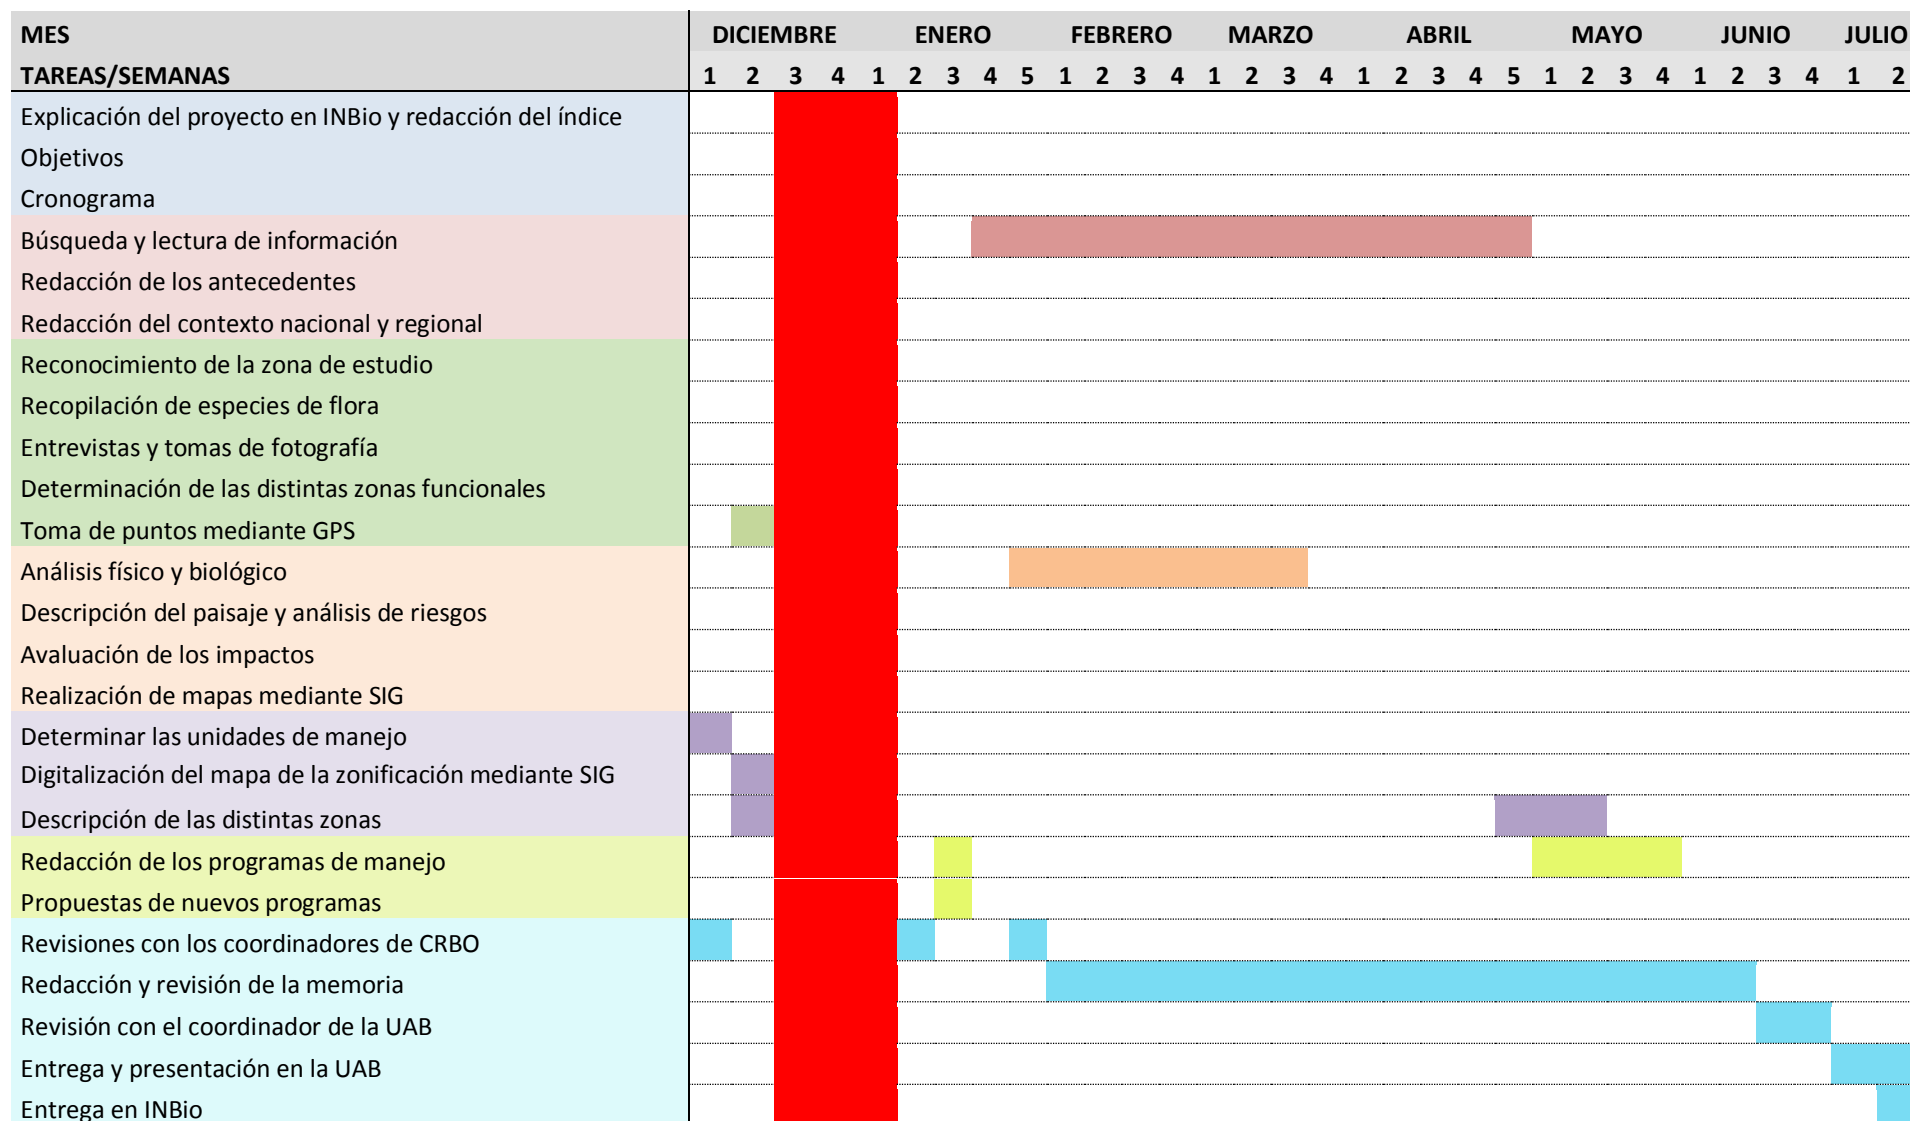 MES DICIEMBRE ENERO FEBRERO MARZO ABRIL MAYO JUNIO JULIO
TAREAS/SEMANAS 1 2 3 4 1 2 3 4 5 1 2 3 4 1 2 3 4 1 2 3 4 5 1 2 3 4 1 2 3 4 1 2
Explicación del proyecto en INBio y redacción del índice
Objetivos
Cronograma
Búsqueda y lectura de información
Redacción de los antecedentes
Redacción del contexto nacional y regional
Reconocimiento de la zona de estudio
Recopilación de especies de flora
Entrevistas y tomas de fotografía
Determinación de las distintas zonas funcionales
Toma de puntos mediante GPS
Análisis físico y biológico
Descripción del paisaje y análisis de riesgos
Avaluación de los impactos
Realización de mapas mediante SIG
Determinar las unidades de manejo
Digitalización del mapa de la zonificación mediante SIG
Descripción de las distintas zonas
Redacción de los programas de manejo
Propuestas de nuevos programas
Revisiones con los coordinadores de CRBO
Redacción y revisión de la memoria
Revisión con el coordinador de la UAB
Entrega y presentación en la UAB
Entrega en INBio